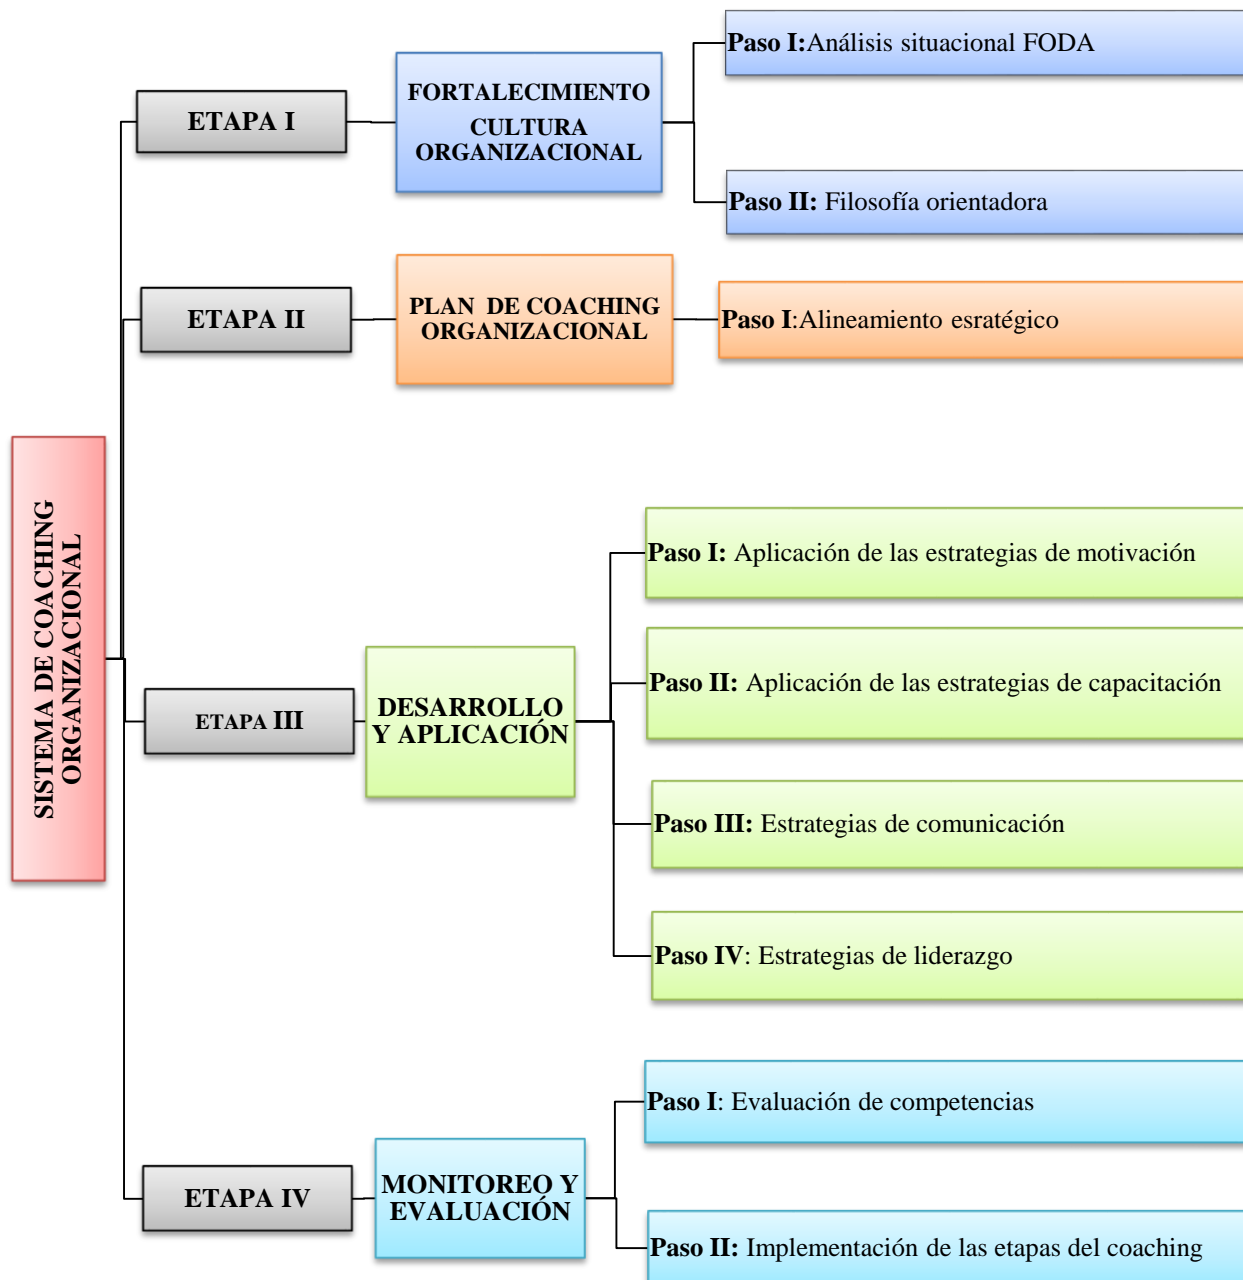 SISTEMA DE COACHING
ORGANIZACIONAL
ETAPA I
FORTALECIMIENTO
CULTURA
ORGANIZACIONAL
Paso I:Análisis situacional FODA
Paso II: Filosofía orientadora
ETAPA II
PLAN DE COACHING
ORGANIZACIONAL
Paso I:Alineamiento esratégico
ETAPA III
DESARROLLO
Y APLICACIÓN
Paso I: Aplicación de las estrategias de motivación
Paso II: Aplicación de las estrategias de capacitación
Paso III: Estrategias de comunicación
Paso IV: Estrategias de liderazgo
ETAPA IV
MONITOREO Y
EVALUACIÓN
Paso I: Evaluación de competencias
Paso II: Implementación de las etapas del coaching